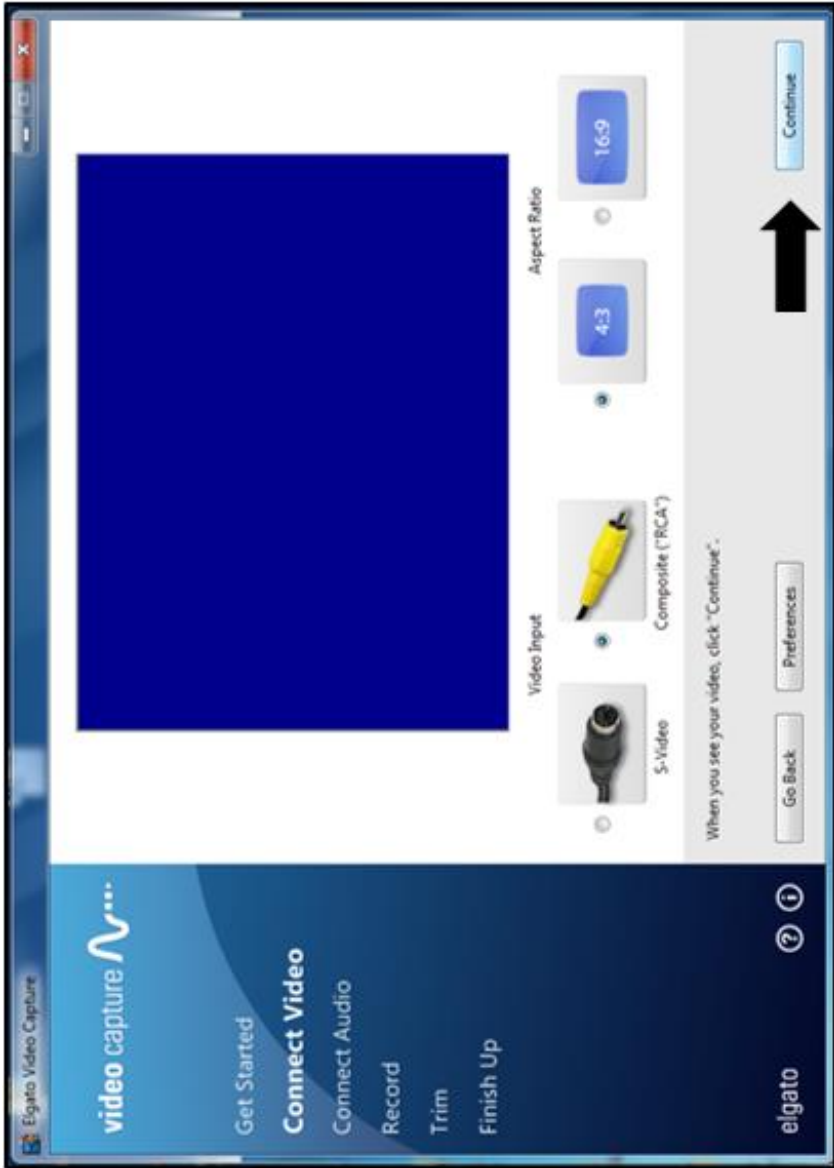 Elgato Video Capture
video capture
Get Started
Connect Video
Connect Audio
Record
Trim
Finish Up
elgato
Video Input
Aspect Ratio
4:3
16:9
S-Video
Composite ("RCA")
When you see your video, click "Continue".
Go Back
Preferences
Continue